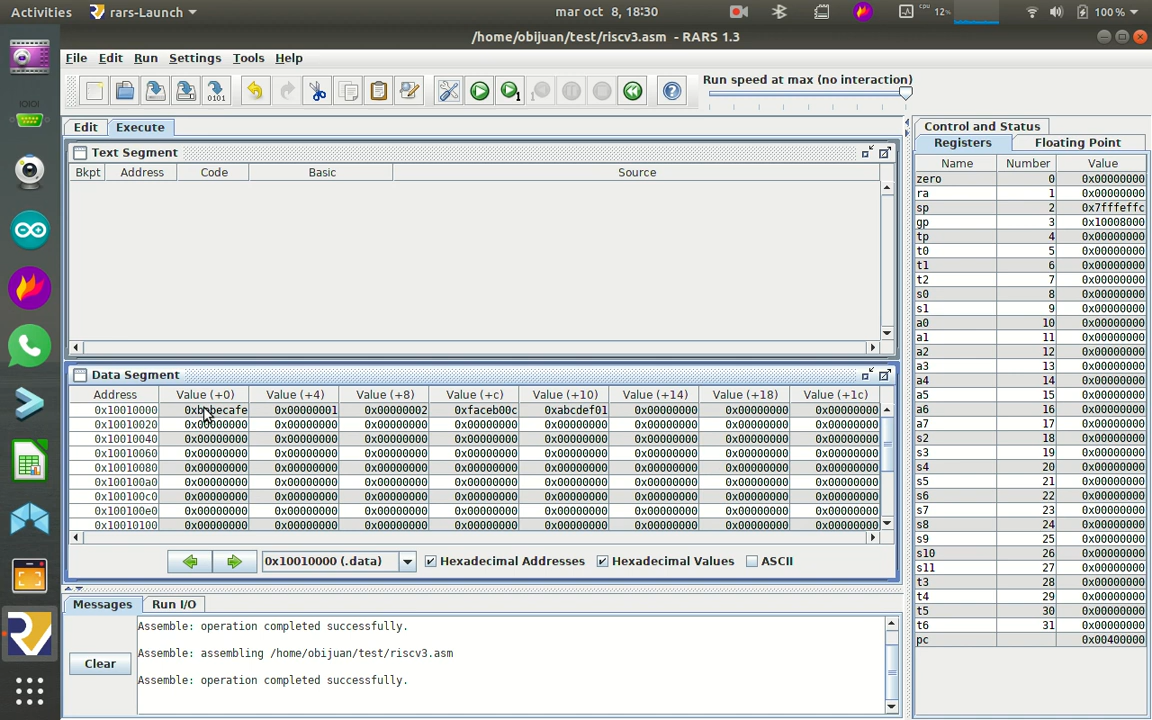 Activities rars-Launch mar oct 8, 18:30 cpu 12% 100%
/home/obijuan/test/riscv3.asm - RARS 1.3
File Edit Run Settings Tools Help
Run speed at max (no interaction)
Edit Execute
Text Segment
Bkpt Address Code Basic Source
Data Segment
Address Value (+0) Value (+4) Value (+8) Value (+c) Value (+10) Value (+14) Value (+18) Value (+1c)
0x10010000 0x00000001 0x00000002 0xfaceb00c 0xabcdef01 0x00000000 0x00000000 0x00000000
0x10010020 0x00000000 0x00000000 0x00000000 0x00000000 0x00000000 0x00000000 0x00000000 0x00000000
0x10010040 0x00000000 0x00000000 0x00000000 0x00000000 0x00000000 0x00000000 0x00000000 0x00000000
0x10010060 0x00000000 0x00000000 0x00000000 0x00000000 0x00000000 0x00000000 0x00000000 0x00000000
0x10010080 0x00000000 0x00000000 0x00000000 0x00000000 0x00000000 0x00000000 0x00000000 0x00000000
0x100100a0 0x00000000 0x00000000 0x00000000 0x00000000 0x00000000 0x00000000 0x00000000 0x00000000
0x100100c0 0x00000000 0x00000000 0x00000000 0x00000000 0x00000000 0x00000000 0x00000000 0x00000000
0x100100e0 0x00000000 0x00000000 0x00000000 0x00000000 0x00000000 0x00000000 0x00000000 0x00000000
0x10010100 0x00000000 0x00000000 0x00000000 0x00000000 0x00000000 0x00000000 0x00000000 0x00000000
0x10010000 (.data) Hexadecimal Addresses Hexadecimal Values ASCII
Messages Run I/O
Assemble: operation completed successfully.
Assemble: assembling /home/obijuan/test/riscv3.asm
Assemble: operation completed successfully.
Clear
Control and Status
Registers Floating Point
Name Number Value
zero 0 0x00000000
ra 1 0x00000000
sp 2 0x7fffeffc
gp 3 0x10008000
tp 4 0x00000000
t0 5 0x00000000
t1 6 0x00000000
t2 7 0x00000000
s0 8 0x00000000
s1 9 0x00000000
a0 10 0x00000000
a1 11 0x00000000
a2 12 0x00000000
a3 13 0x00000000
a4 14 0x00000000
a5 15 0x00000000
a6 16 0x00000000
a7 17 0x00000000
s2 18 0x00000000
s3 19 0x00000000
s4 20 0x00000000
s5 21 0x00000000
s6 22 0x00000000
s7 23 0x00000000
s8 24 0x00000000
s9 25 0x00000000
s10 26 0x00000000
s11 27 0x00000000
t3 28 0x00000000
t4 29 0x00000000
t5 30 0x00000000
t6 31 0x00000000
pc 0x00400000